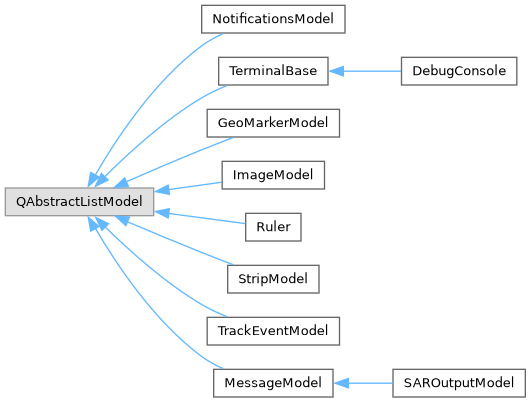 NotificationsModel
TerminalBase
DebugConsole
GeoMarkerModel
ImageModel
QAbstractListModel
Ruler
StripModel
TrackEventModel
MessageModel
SAROutputModel